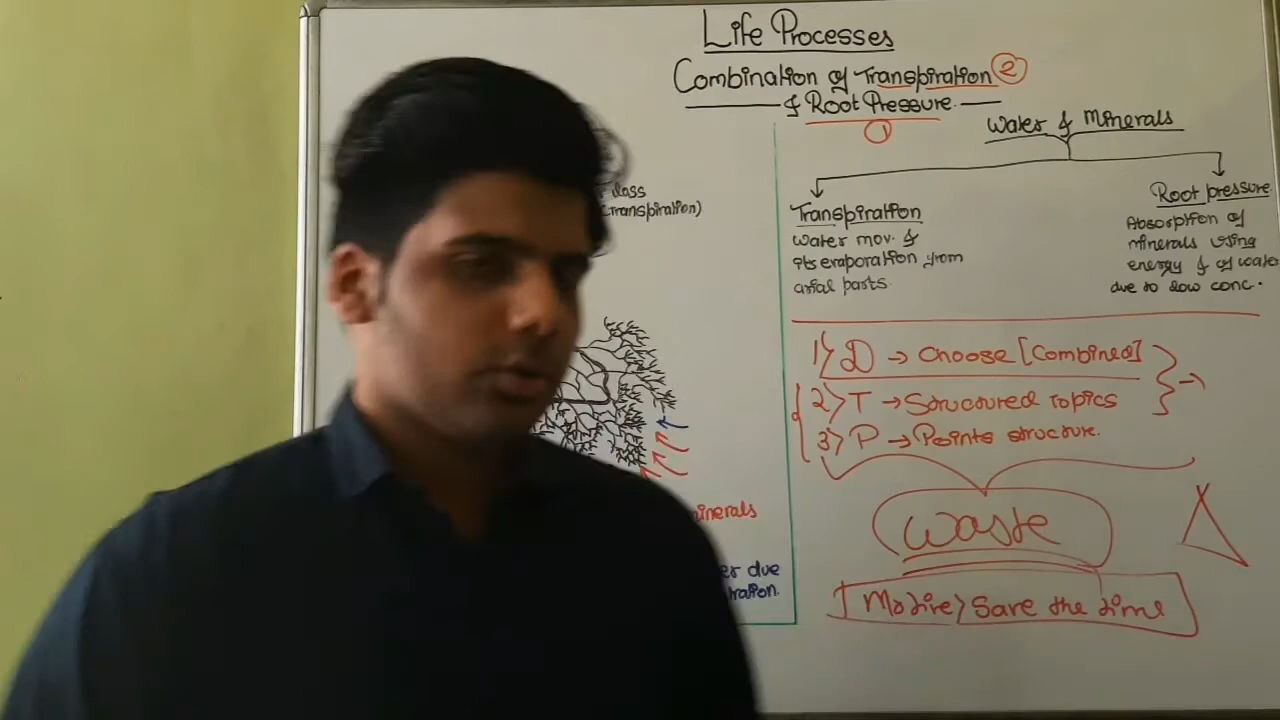 Life Processes
Combination of Transpiration ②
& Root Pressure.
①
Water & Minerals
loss
(Transpiration)
Transpiration
water mov. &
its evaporation from
arial parts.
Root pressure
Absorption of
minerals using
energy & of water
due to low conc.
1) D → Choose [Combined]
2) T → Structured Topics
3) P → Points structure.
Waste
Motive> Save the time
inerals
er due
ration.